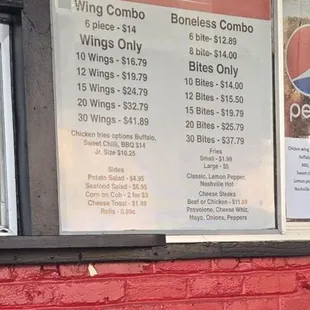 Wing Combo
6 piece - $14
Wings Only
10 Wings - $16.79
12 Wings - $19.79
15 Wings - $24.79
20 Wings - $32.79
30 Wings - $41.89
Chicken fries options Buffalo,
Sweet Chili, BBQ $14
Jr. Size $10.25
Sides
Potato Salad - $4.95
Seafood Salad - $6.95
Corn on Cob - 2 for $3
Cheese Toast - $1.49
Rolls - 0.99¢
Boneless Combo
6 bite - $12.89
8 bite - $14.00
Bites Only
10 Bites - $14.00
12 Bites - $15.50
15 Bites - $19.79
20 Bites - $25.79
30 Bites - $37.79
Fries
Small - $1.99
Large - $5
Classic, Lemon Pepper,
Nashville Hot
Cheese Steaks
Beef or Chicken - $11.89
Provolone, Cheese Whiz,
Mayo, Onions, Peppers
pe